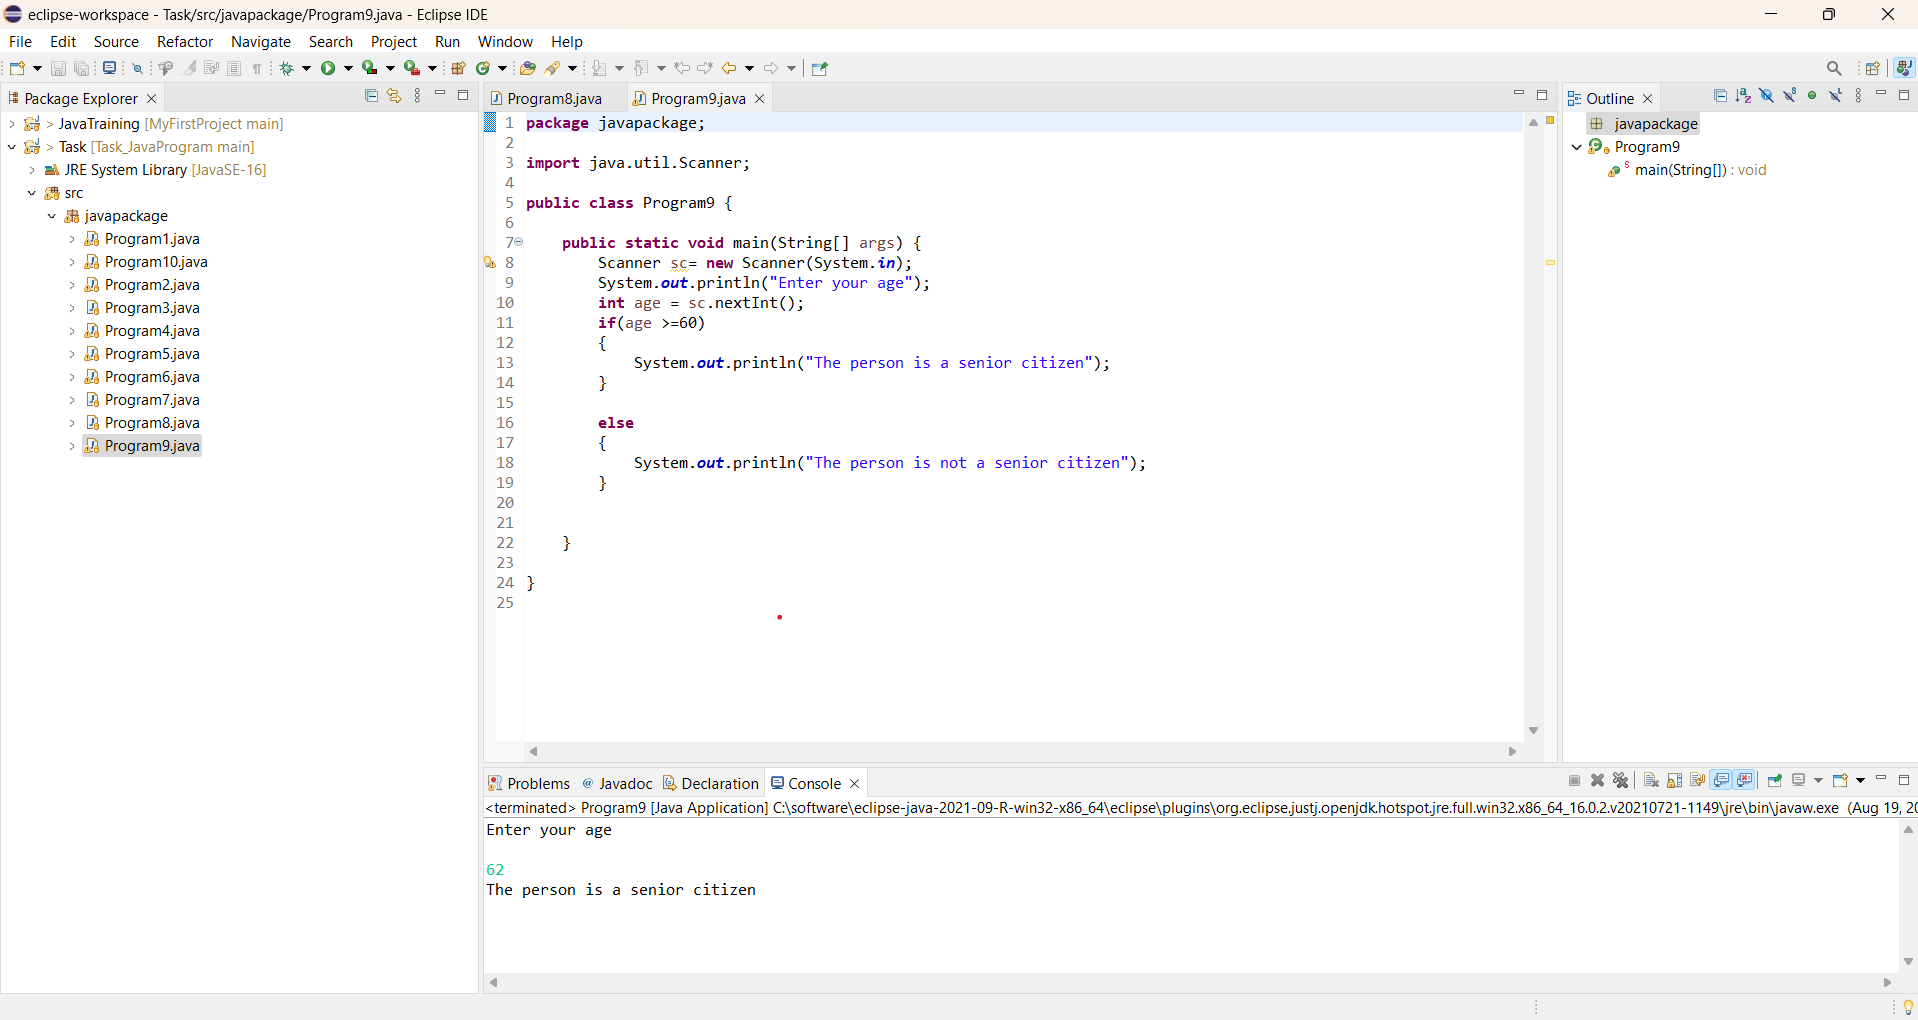 eclipse-workspace - Task/src/javapackage/Program9.java - Eclipse IDE
File Edit Source Refactor Navigate Search Project Run Window Help
Package Explorer
> JavaTraining [MyFirstProject main]
> Task [Task_JavaProgram main]
JRE System Library [JavaSE-16]
src
javapackage
Program1.java
Program10.java
Program2.java
Program3.java
Program4.java
Program5.java
Program6.java
Program7.java
Program8.java
Program9.java
Program8.java Program9.java
1 package javapackage;
2
3 import java.util.Scanner;
4
5 public class Program9 {
6
7 public static void main(String[] args) {
8 Scanner sc= new Scanner(System.in);
9 System.out.println("Enter your age");
10 int age = sc.nextInt();
11 if(age >=60)
12 {
13 System.out.println("The person is a senior citizen");
14 }
15
16 else
17 {
18 System.out.println("The person is not a senior citizen");
19 }
20
21
22 }
23
24 }
25
Outline
javapackage
Program9
main(String[]) : void
Problems Javadoc Declaration Console
<terminated> Program9 [Java Application] C:\software\eclipse-java-2021-09-R-win32-x86_64\eclipse\plugins\org.eclipse.justj.openjdk.hotspot.jre.full.win32.x86_64_16.0.2.v20210721-1149\jre\bin\javaw.exe (Aug 19, 20
Enter your age
62
The person is a senior citizen